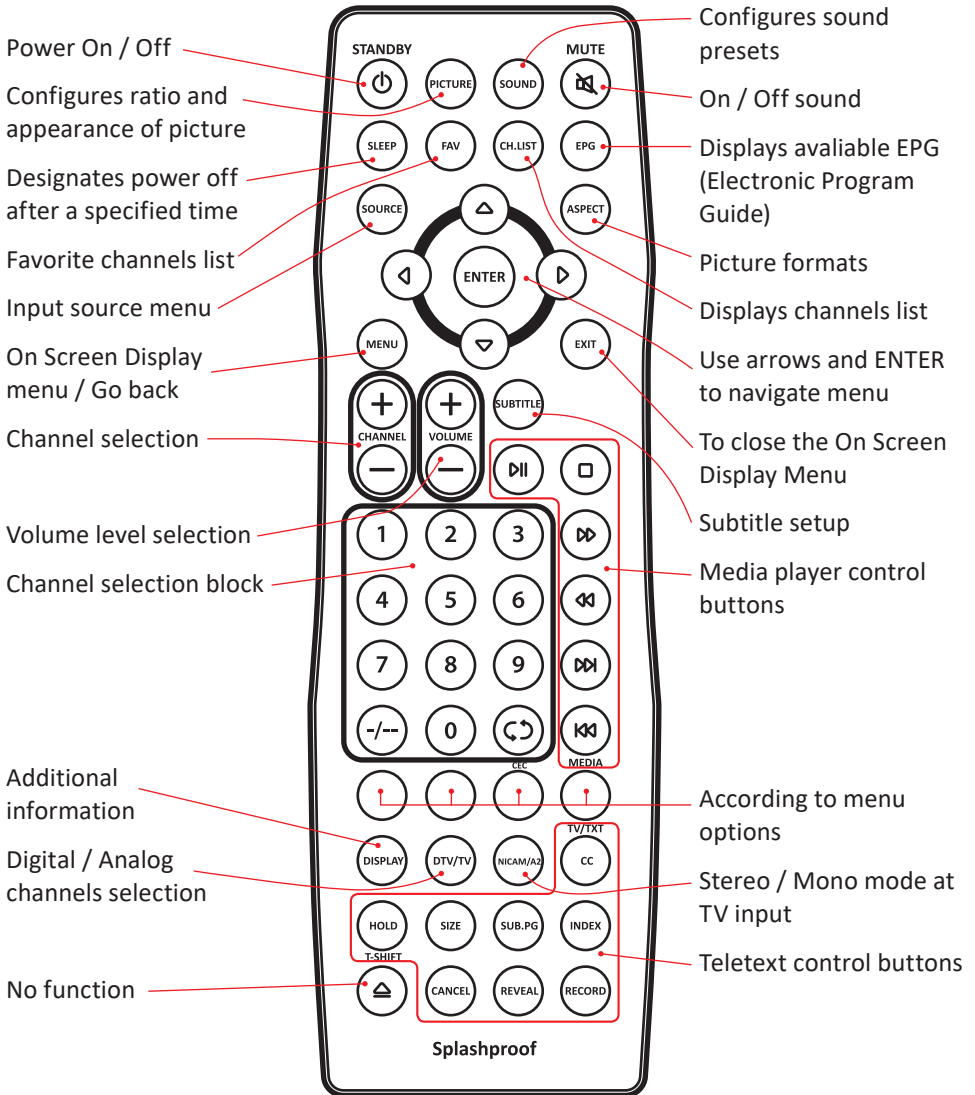 Power On / Off
Configures ratio and
appearance of picture
Designates power off
after a specified time
Favorite channels list
Input source menu
On Screen Display
menu / Go back
Channel selection
Volume level selection
Channel selection block
Additional
information
Digital / Analog
channels selection
No function
STANDBY
MUTE
PICTURE
SOUND
SLEEP
FAV
CH.LIST
EPG
SOURCE
ASPECT
ENTER
MENU
EXIT
CHANNEL
VOLUME
SUBTITLE
1 2 3
4 5 6
7 8 9
-/-- 0
CEC
MEDIA
TV/TXT
DISPLAY
DTV/TV
NICAM/A2
CC
HOLD
SIZE
SUB.PG
INDEX
T-SHIFT
CANCEL
REVEAL
RECORD
Splashproof
Configures sound
presets
On / Off sound
Displays avaliable EPG
(Electronic Program
Guide)
Picture formats
Displays channels list
Use arrows and ENTER
to navigate menu
To close the On Screen
Display Menu
Subtitle setup
Media player control
buttons
According to menu
options
Stereo / Mono mode at
TV input
Teletext control buttons